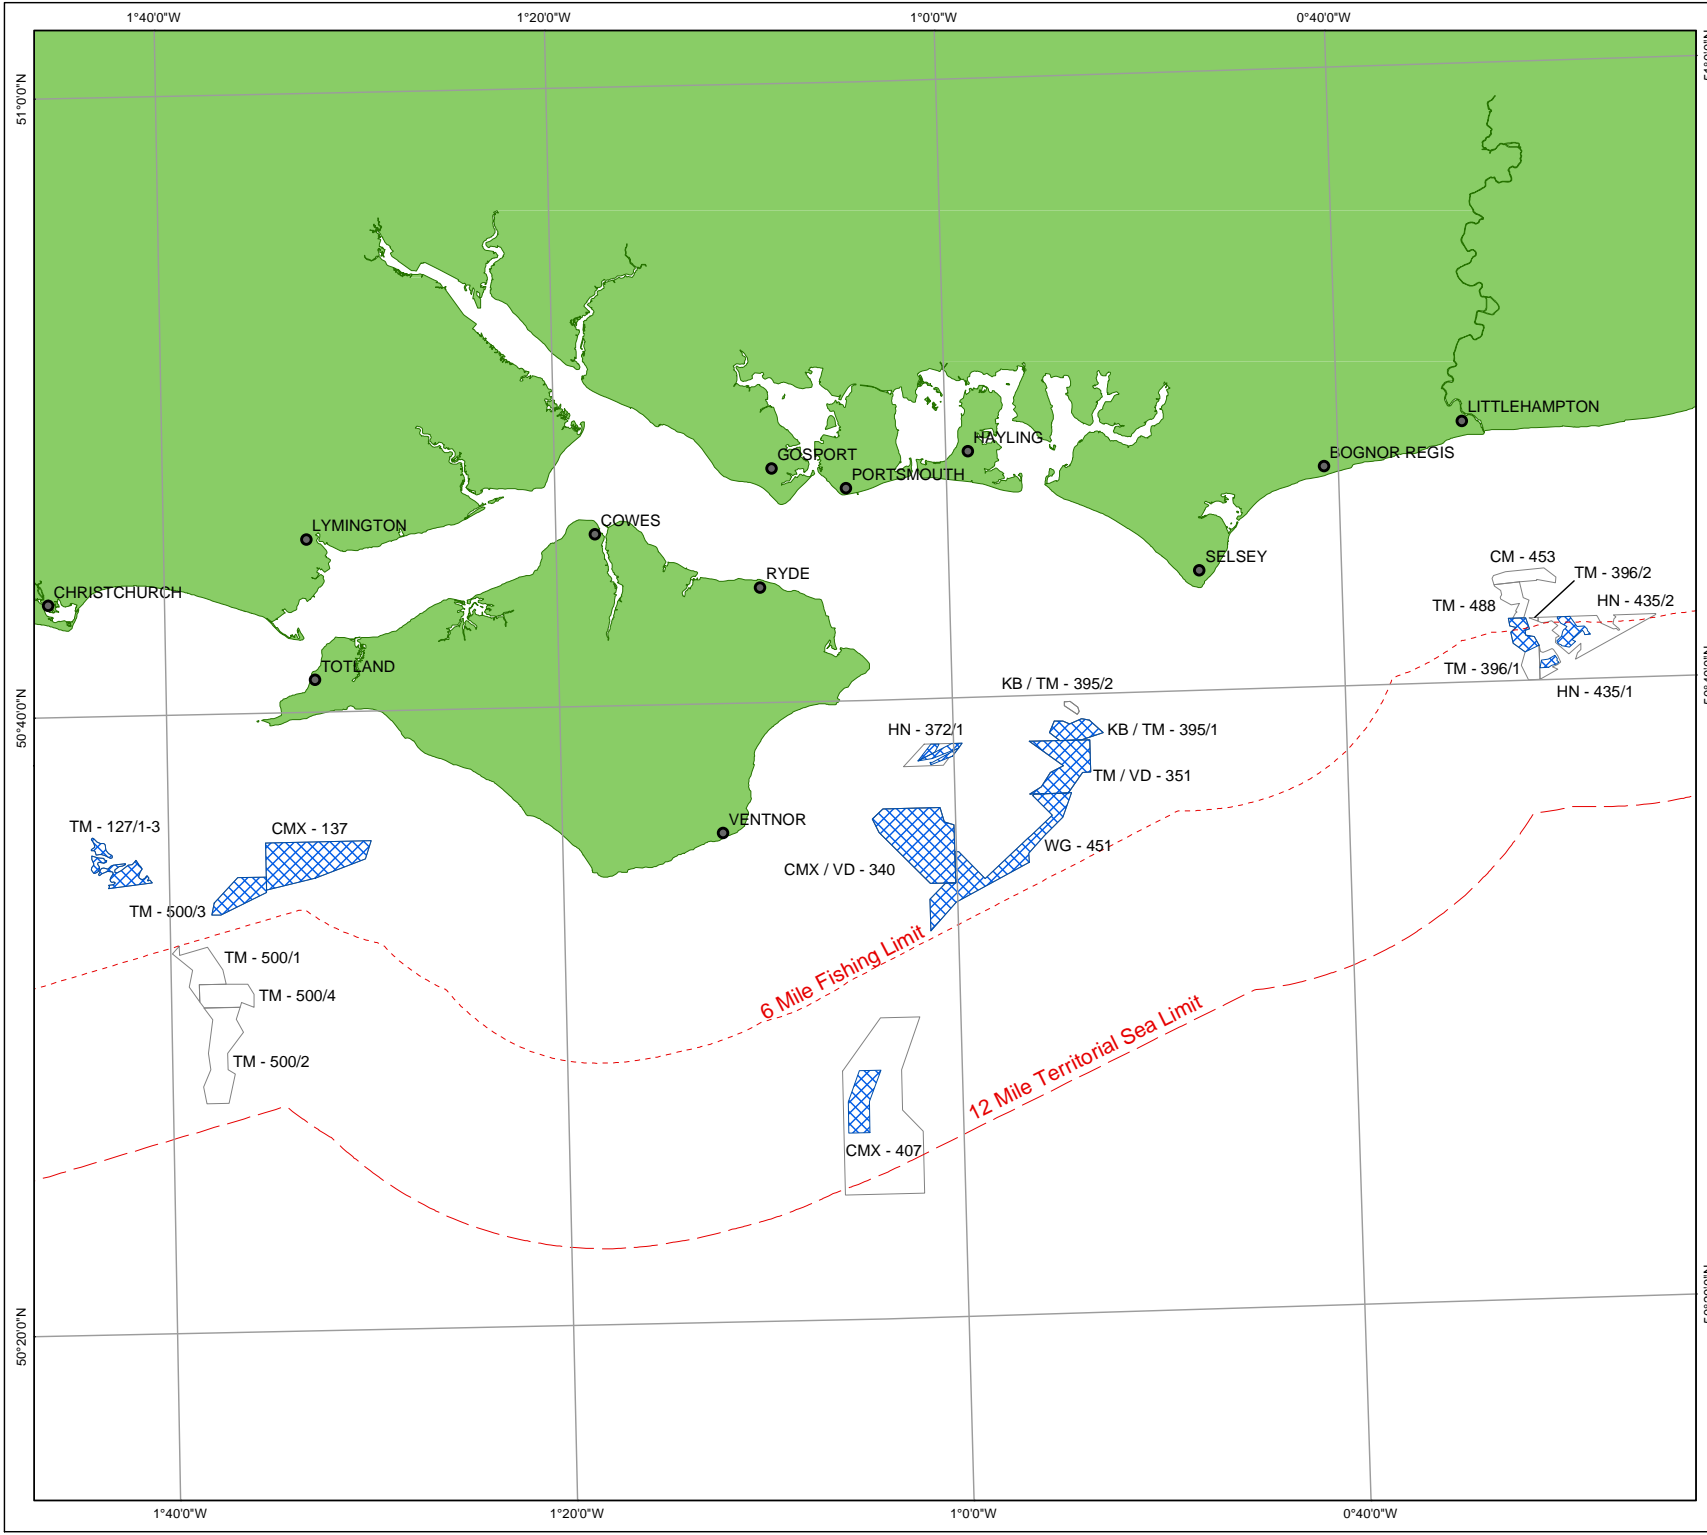 1°40'0"W
1°20'0"W
1°0'0"W
0°40'0"W
51°0'0"N
LITTLEHAMPTON
HAYLING
GOSPORT
BOGNOR REGIS
PORTSMOUTH
LYMINGTON
COWES
SELSEY
CM - 453
RYDE
TM - 396/2
CHRISTCHURCH
HN - 435/2
TM - 488
TOTLAND
TM - 396/1
KB / TM - 395/2
HN - 435/1
50°40'0"N
HN - 372/1
KB / TM - 395/1
TM / VD - 351
VENTNOR
TM - 127/1-3
CMX - 137
WG - 451
CMX / VD - 340
TM - 500/3
6 Mile Fishing Limit
TM - 500/1
TM - 500/4
12 Mile Territorial Sea Limit
TM - 500/2
CMX - 407
50°20'0"N
1°40'0"W
1°20'0"W
1°0'0"W
0°40'0"W